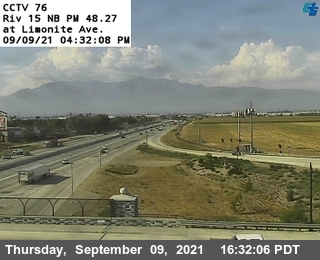 CCTV 76
Riv 15 NB PM 48.27
at Limonite Ave.
09/09/21 04:32:08 PM
Thursday, September 09, 2021 16:32:06 PDT